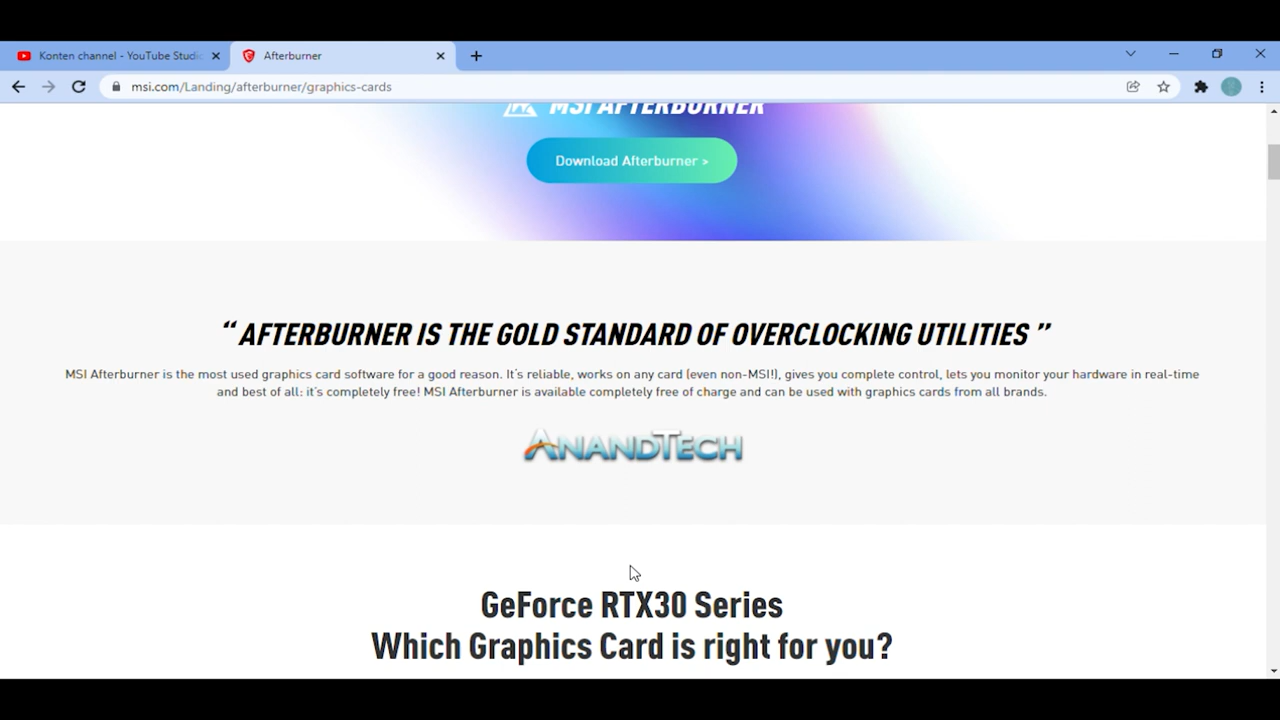 Konten channel - YouTube Studio
Afterburner
msi.com/Landing/afterburner/graphics-cards
MSI AFTERBURNER
Download Afterburner >
“ AFTERBURNER IS THE GOLD STANDARD OF OVERCLOCKING UTILITIES ”
MSI Afterburner is the most used graphics card software for a good reason. It’s reliable, works on any card (even non-MSI!), gives you complete control, lets you monitor your hardware in real-time
and best of all: it’s completely free! MSI Afterburner is available completely free of charge and can be used with graphics cards from all brands.
ANANDTECH
GeForce RTX30 Series
Which Graphics Card is right for you?